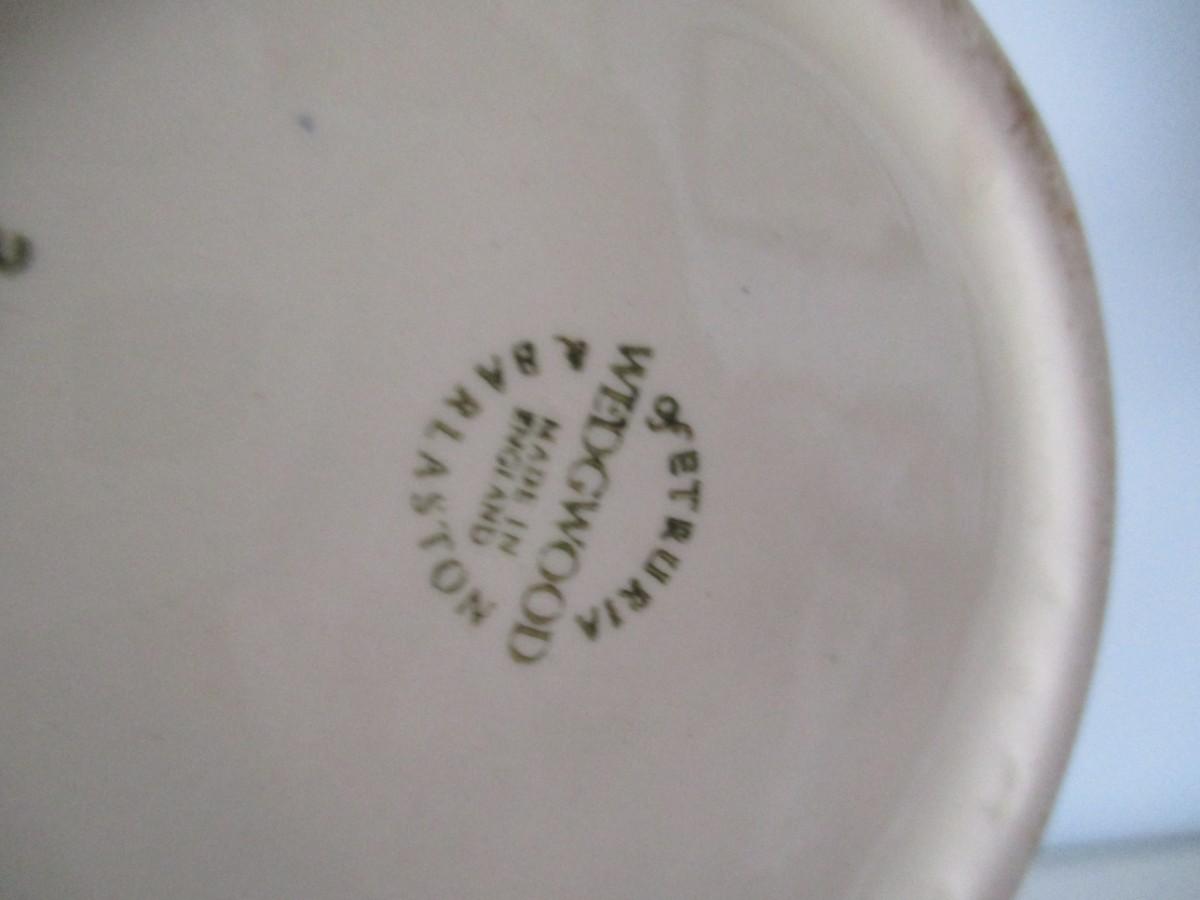 of ETRURIA
WEDGWOOD
MADE IN
ENGLAND
& BARLASTON